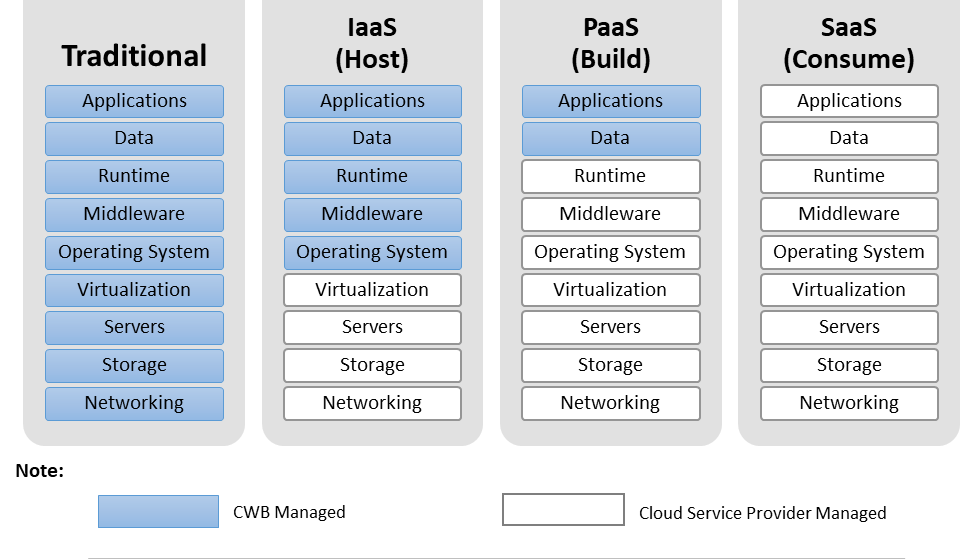 Traditional
Applications
Data
Runtime
Middleware
Operating System
Virtualization
Servers
Storage
Networking
IaaS
(Host)
Applications
Data
Runtime
Middleware
Operating System
Virtualization
Servers
Storage
Networking
PaaS
(Build)
Applications
Data
Runtime
Middleware
Operating System
Virtualization
Servers
Storage
Networking
SaaS
(Consume)
Applications
Data
Runtime
Middleware
Operating System
Virtualization
Servers
Storage
Networking
Note:
CWB Managed
Cloud Service Provider Managed